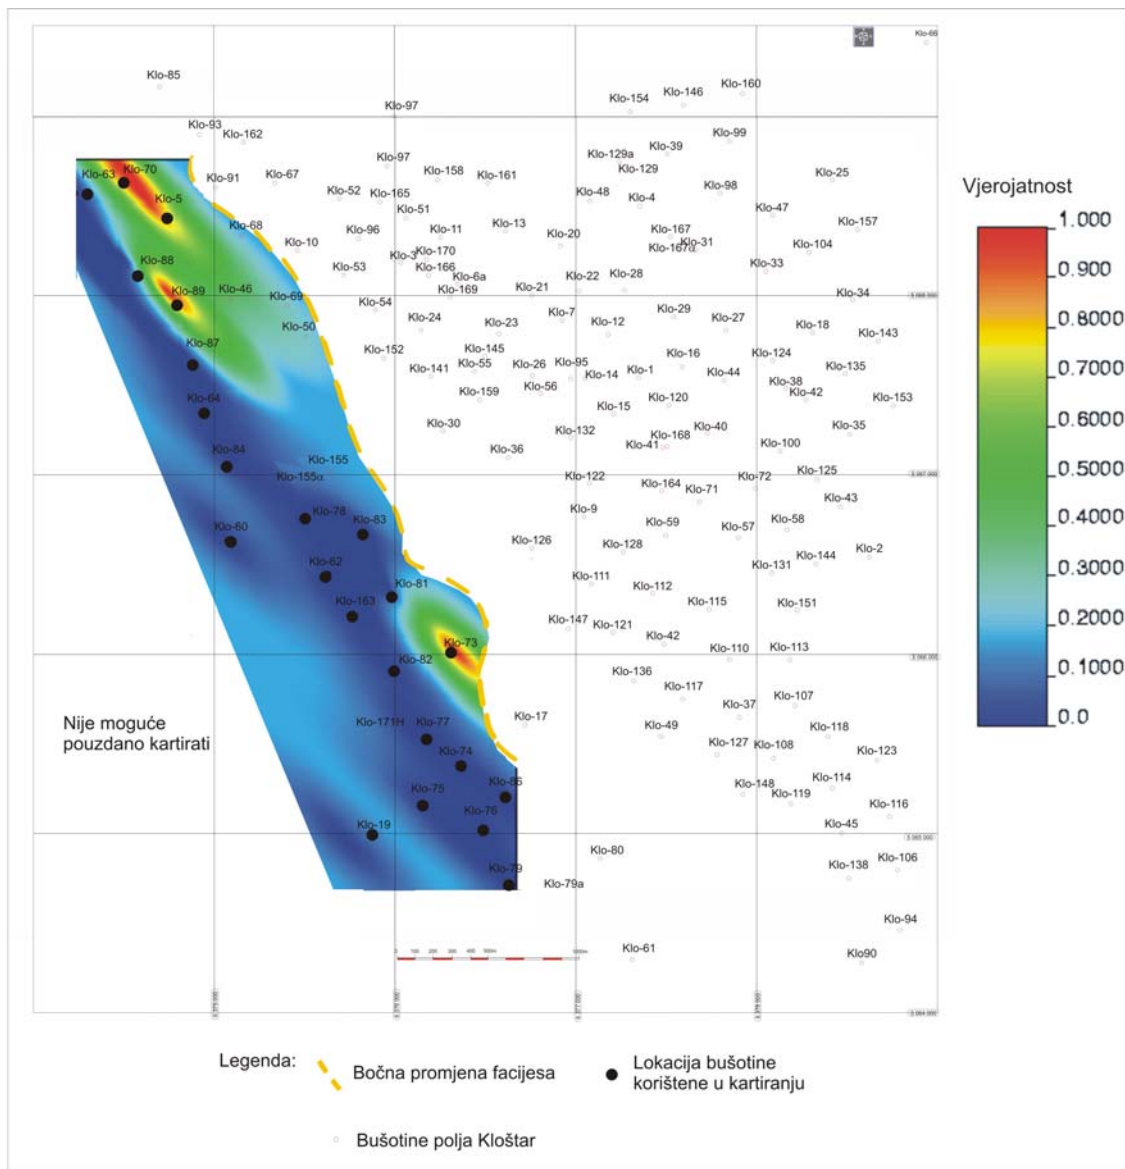 Klo-66
Klo-85
Klo-160
Klo-146
Klo-154
Klo-97
Klo-93
Klo-162
Klo-99
Klo-39
Klo-129a
Klo-97
Klo-129
Klo-63
Klo-70
Klo-91
Klo-67
Klo-158
Klo-161
Klo-25
Vjerojatnost
Klo-52
Klo-165
Klo-48
Klo-4
Klo-98
Klo-5
Klo-51
Klo-47
1.000
Klo-68
Klo-96
Klo-11
Klo-13
Klo-20
Klo-167
Klo-157
Klo-10
Klo-170
Klo-167a
Klo-31
Klo-104
Klo-3
Klo-88
Klo-53
Klo-166
Klo-6a
Klo-22
Klo-28
Klo-33
0.900
Klo-89
Klo-46
Klo-69
Klo-169
Klo-21
Klo-34
Klo-54
Klo-50
Klo-24
Klo-23
Klo-7
Klo-12
Klo-29
Klo-27
Klo-18
Klo-143
0.8000
Klo-87
Klo-152
Klo-145
Klo-141
Klo-55
Klo-26
Klo-95
Klo-14
Klo-1
Klo-16
Klo-44
Klo-124
Klo-135
0.7000
Klo-56
Klo-38
Klo-64
Klo-159
Klo-15
Klo-120
Klo-42
Klo-153
0.6000
Klo-30
Klo-132
Klo-40
Klo-35
Klo-84
Klo-155
Klo-36
Klo-41
Klo-168
Klo-100
0.5000
Klo-155α
Klo-122
Klo-164
Klo-71
Klo-72
Klo-125
Klo-78
Klo-83
Klo-9
Klo-43
0.4000
Klo-60
Klo-126
Klo-128
Klo-59
Klo-57
Klo-58
Klo-2
0.3000
Klo-62
Klo-81
Klo-111
Klo-112
Klo-131
Klo-144
0.2000
Klo-163
Klo-115
Klo-151
Klo-73
Klo-147
Klo-121
Klo-42
Klo-110
Klo-113
0.1000
Klo-82
Klo-136
Klo-117
Klo-107
0.0
Nije moguće
pouzdano kartirati
Klo-171H
Klo-77
Klo-17
Klo-49
Klo-37
Klo-118
Klo-74
Klo-127
Klo-108
Klo-123
Klo-75
Klo-86
Klo-148
Klo-119
Klo-114
Klo-19
Klo-76
Klo-45
Klo-116
Klo-79
Klo-79a
Klo-80
Klo-138
Klo-106
Klo-94
Klo-61
Klo90
Legenda:
Bočna promjena facijesa
Lokacija bušotine
korištene u kartiranju
Bušotine polja Kloštar